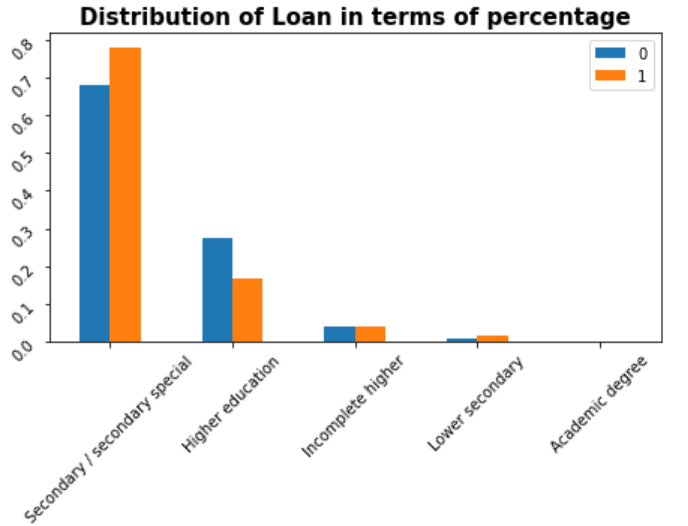 Distribution of Loan in terms of percentage
0
1
0.8
0.7
0.6
0.5
0.4
0.3
0.2
0.1
0.0
Secondary / secondary special
Higher education
Incomplete higher
Lower secondary
Academic degree